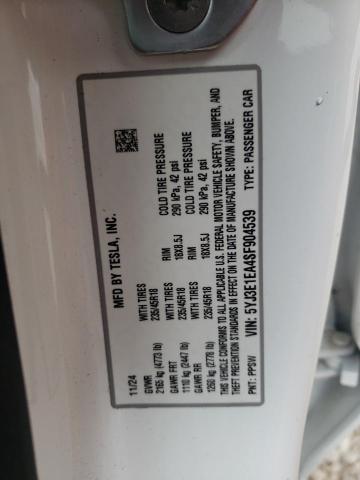 MFD BY TESLA, INC.
11/24
GVWR
2165 kg (4773 lb)
GAWR FRT WITH TIRES RIM COLD TIRE PRESSURE
1110 kg (2447 lb) 235/45R18 18X8.5J 290 kPa, 42 psi
GAWR RR WITH TIRES RIM COLD TIRE PRESSURE
1260 kg (2778 lb) 235/45R18 18X8.5J 290 kPa, 42 psi
THIS VEHICLE CONFORMS TO ALL APPLICABLE U.S. FEDERAL MOTOR VEHICLE SAFETY, BUMPER, AND
THEFT PREVENTION STANDARDS IN EFFECT ON THE DATE OF MANUFACTURE SHOWN ABOVE.
VIN: 5YJ3E1EA4SF904539 TYPE: PASSENGER CAR
PNT: PPSW